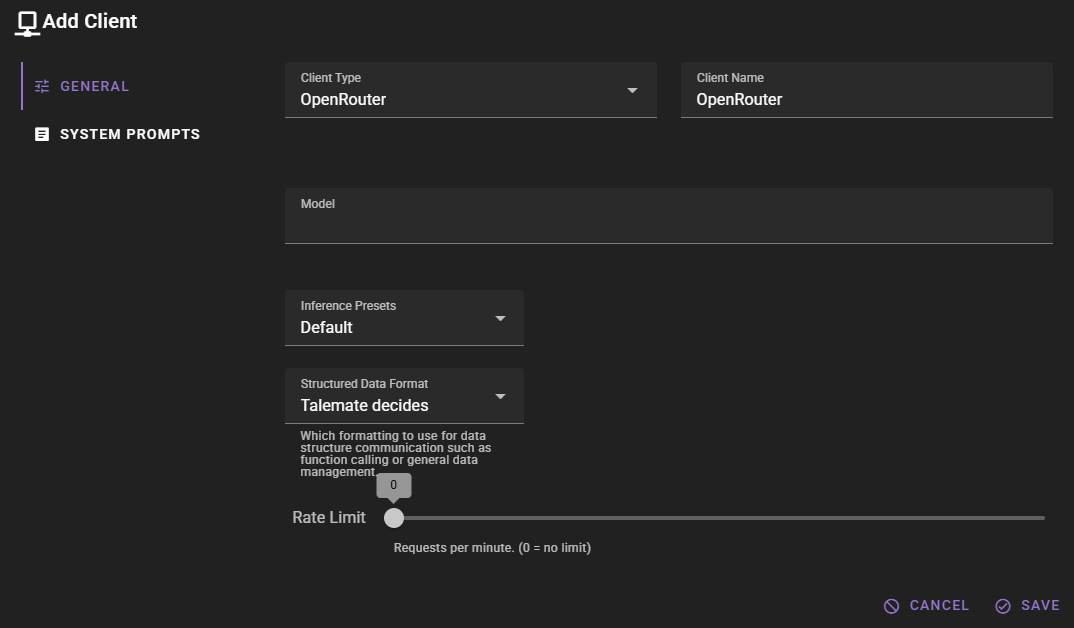 Add Client
GENERAL
SYSTEM PROMPTS
Client Type
OpenRouter
Client Name
OpenRouter
Model
Inference Presets
Default
Structured Data Format
Talemate decides
Which formatting to use for data
structure communication such as
function calling or general data
management.
0
Rate Limit
Requests per minute. (0 = no limit)
CANCEL
SAVE